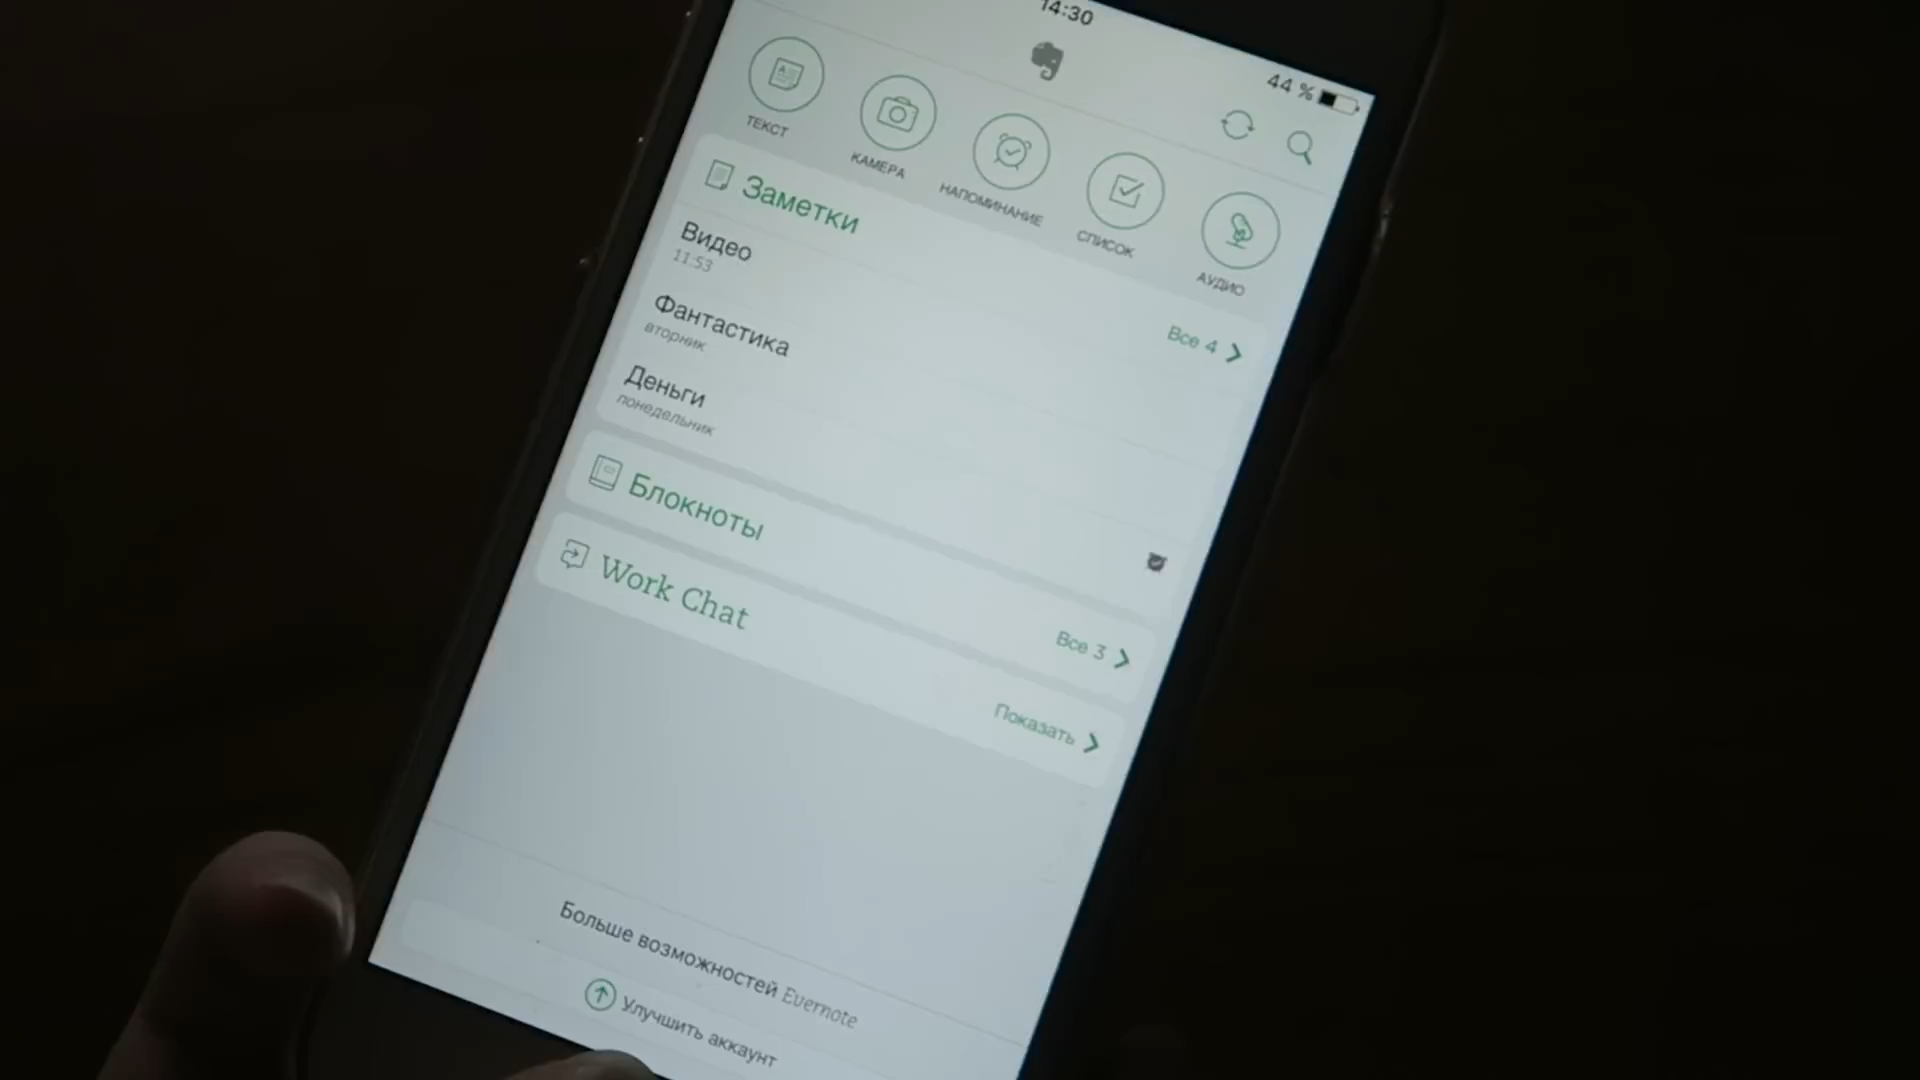 14:30
44 %
ТЕКСТ
КАМЕРА
НАПОМИНАНИЕ
СПИСОК
АУДИО
Заметки
Все 4
Видео
11:53
Фантастика
вторник
Деньги
понедельник
Блокноты
Все 3
Work Chat
Показать
Больше возможностей Evernote
Улучшить аккаунт